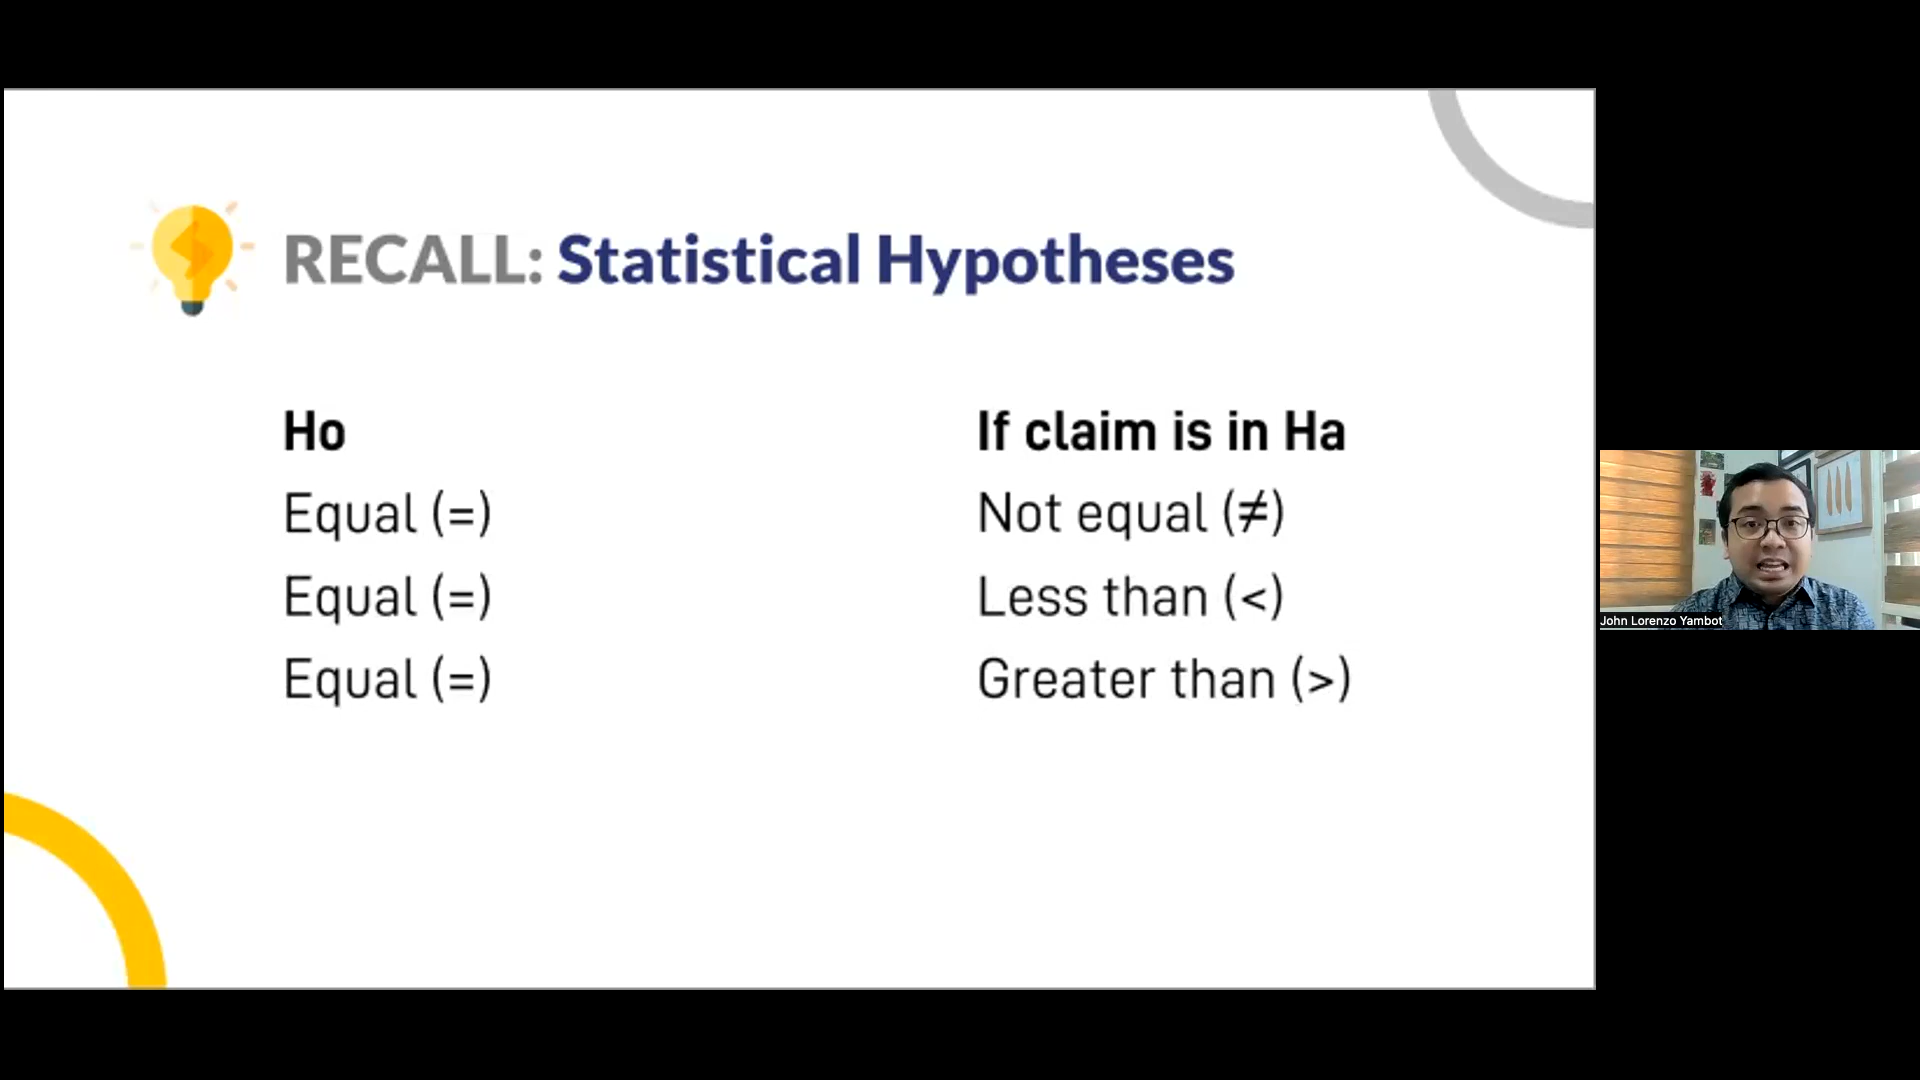 RECALL: Statistical Hypotheses
Ho
Equal (=)
Equal (=)
Equal (=)
If claim is in Ha
Not equal (≠)
Less than (<)
Greater than (>)
John Lorenzo Yambot